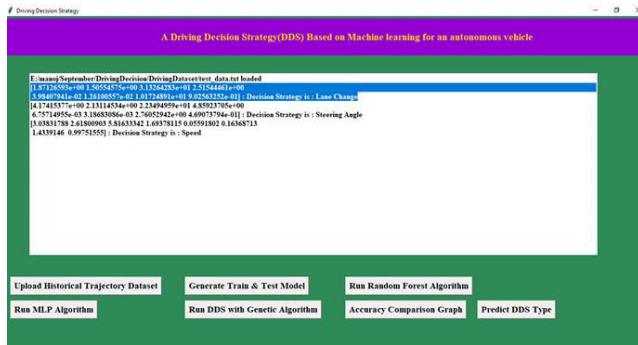 Driving Decision Strategy
A Driving Decision Strategy(DDS) Based on Machine learning for an autonomous vehicle
E:/manoj/September/DrivingDecision/DrivingDataset/test_data.txt loaded
[1.87126593e+00 1.50554575e+00 3.13264283e+01 2.51544461e+00
3.98407941e-02 1.26100557e-02 1.01724891e+01 9.02563252e-01] : Decision Strategy is : Lane Change
[4.17415377e+00 2.13114534e+00 2.23494959e+01 4.85923705e+00
6.75714955e-03 3.18683086e-03 2.76052942e+00 4.69073794e-01] : Decision Strategy is : Steering Angle
[3.03831788 2.61800903 5.81633342 1.69378115 0.05591802 0.16368713
1.4339146 0.99751555] : Decision Strategy is : Speed
Upload Historical Trajectory Dataset Generate Train & Test Model Run Random Forest Algorithm
Run MLP Algorithm Run DDS with Genetic Algorithm Accuracy Comparison Graph Predict DDS Type